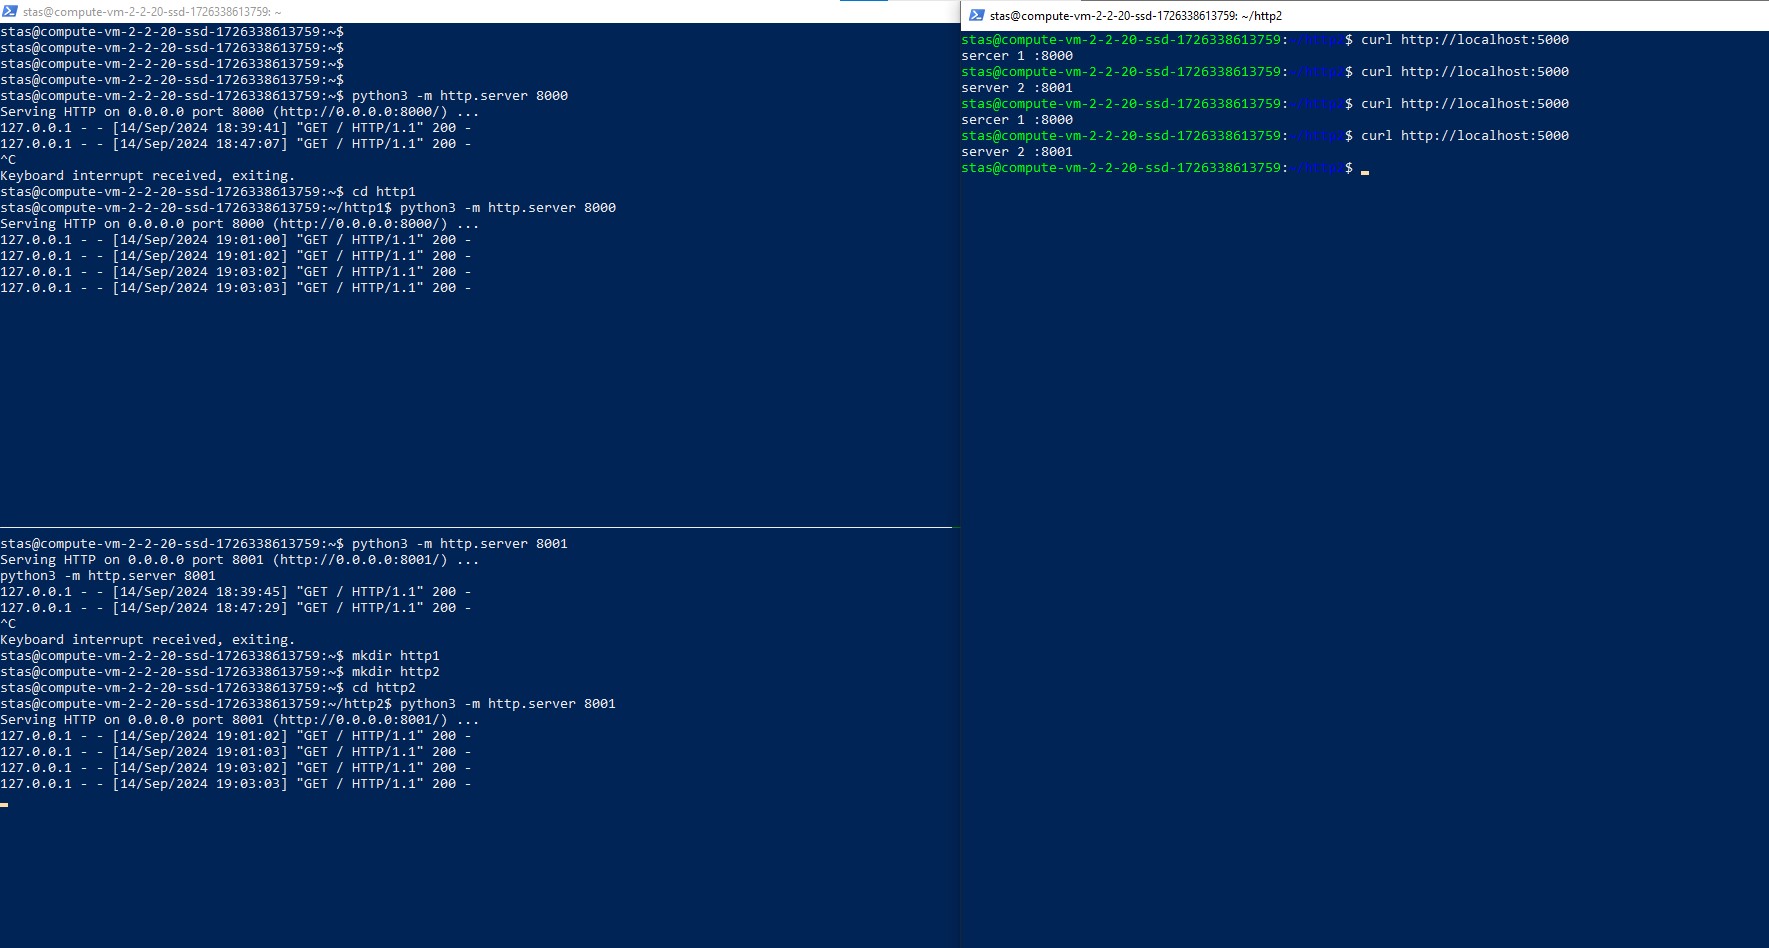 stas@compute-vm-2-2-20-ssd-1726338613759: ~
stas@compute-vm-2-2-20-ssd-1726338613759:~$
stas@compute-vm-2-2-20-ssd-1726338613759:~$
stas@compute-vm-2-2-20-ssd-1726338613759:~$
stas@compute-vm-2-2-20-ssd-1726338613759:~$
stas@compute-vm-2-2-20-ssd-1726338613759:~$ python3 -m http.server 8000
Serving HTTP on 0.0.0.0 port 8000 (http://0.0.0.0:8000/) ...
127.0.0.1 - - [14/Sep/2024 18:39:41] "GET / HTTP/1.1" 200 -
127.0.0.1 - - [14/Sep/2024 18:47:07] "GET / HTTP/1.1" 200 -
^C
Keyboard interrupt received, exiting.
stas@compute-vm-2-2-20-ssd-1726338613759:~$ cd http1
stas@compute-vm-2-2-20-ssd-1726338613759:~/http1$ python3 -m http.server 8000
Serving HTTP on 0.0.0.0 port 8000 (http://0.0.0.0:8000/) ...
127.0.0.1 - - [14/Sep/2024 19:01:00] "GET / HTTP/1.1" 200 -
127.0.0.1 - - [14/Sep/2024 19:01:02] "GET / HTTP/1.1" 200 -
127.0.0.1 - - [14/Sep/2024 19:03:02] "GET / HTTP/1.1" 200 -
127.0.0.1 - - [14/Sep/2024 19:03:03] "GET / HTTP/1.1" 200 -
stas@compute-vm-2-2-20-ssd-1726338613759:~$ python3 -m http.server 8001
Serving HTTP on 0.0.0.0 port 8001 (http://0.0.0.0:8001/) ...
python3 -m http.server 8001
127.0.0.1 - - [14/Sep/2024 18:39:45] "GET / HTTP/1.1" 200 -
127.0.0.1 - - [14/Sep/2024 18:47:29] "GET / HTTP/1.1" 200 -
^C
Keyboard interrupt received, exiting.
stas@compute-vm-2-2-20-ssd-1726338613759:~$ mkdir http1
stas@compute-vm-2-2-20-ssd-1726338613759:~$ mkdir http2
stas@compute-vm-2-2-20-ssd-1726338613759:~$ cd http2
stas@compute-vm-2-2-20-ssd-1726338613759:~/http2$ python3 -m http.server 8001
Serving HTTP on 0.0.0.0 port 8001 (http://0.0.0.0:8001/) ...
127.0.0.1 - - [14/Sep/2024 19:01:02] "GET / HTTP/1.1" 200 -
127.0.0.1 - - [14/Sep/2024 19:01:03] "GET / HTTP/1.1" 200 -
127.0.0.1 - - [14/Sep/2024 19:03:02] "GET / HTTP/1.1" 200 -
127.0.0.1 - - [14/Sep/2024 19:03:03] "GET / HTTP/1.1" 200 -
stas@compute-vm-2-2-20-ssd-1726338613759: ~/http2
stas@compute-vm-2-2-20-ssd-1726338613759:~/http2$ curl http://localhost:5000
sercer 1 :8000
stas@compute-vm-2-2-20-ssd-1726338613759:~/http2$ curl http://localhost:5000
server 2 :8001
stas@compute-vm-2-2-20-ssd-1726338613759:~/http2$ curl http://localhost:5000
sercer 1 :8000
stas@compute-vm-2-2-20-ssd-1726338613759:~/http2$ curl http://localhost:5000
server 2 :8001
stas@compute-vm-2-2-20-ssd-1726338613759:~/http2$